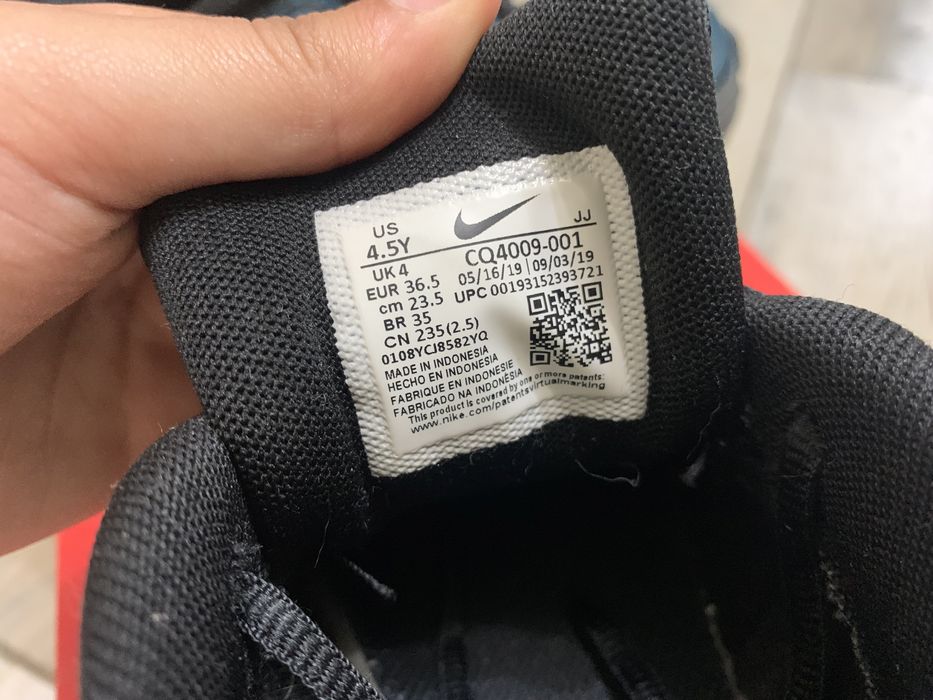 US
4.5Y
JJ
UK 4
CQ4009-001
EUR 36.5
05/16/19 | 09/03/19
cm 23.5
UPC 00193152393721
BR 35
CN 235(2.5)
0108YCJ8582YQ
MADE IN INDONESIA
HECHO EN INDONESIA
FABRIQUE EN INDONESIE
FABRICADO NA INDONÉSIA
This product is covered by one or more patents:
www.nike.com/patentsvirtualmarking